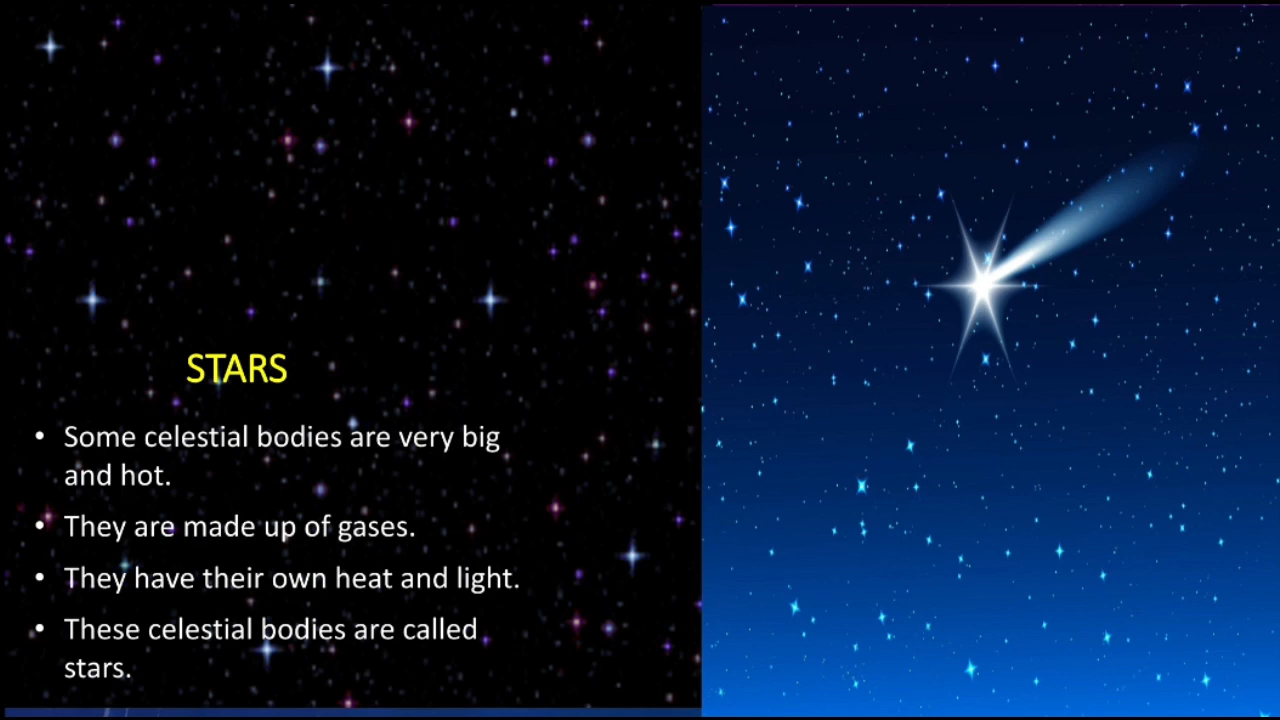 STARS
• Some celestial bodies are very big
and hot.
• They are made up of gases.
• They have their own heat and light.
• These celestial bodies are called
stars.